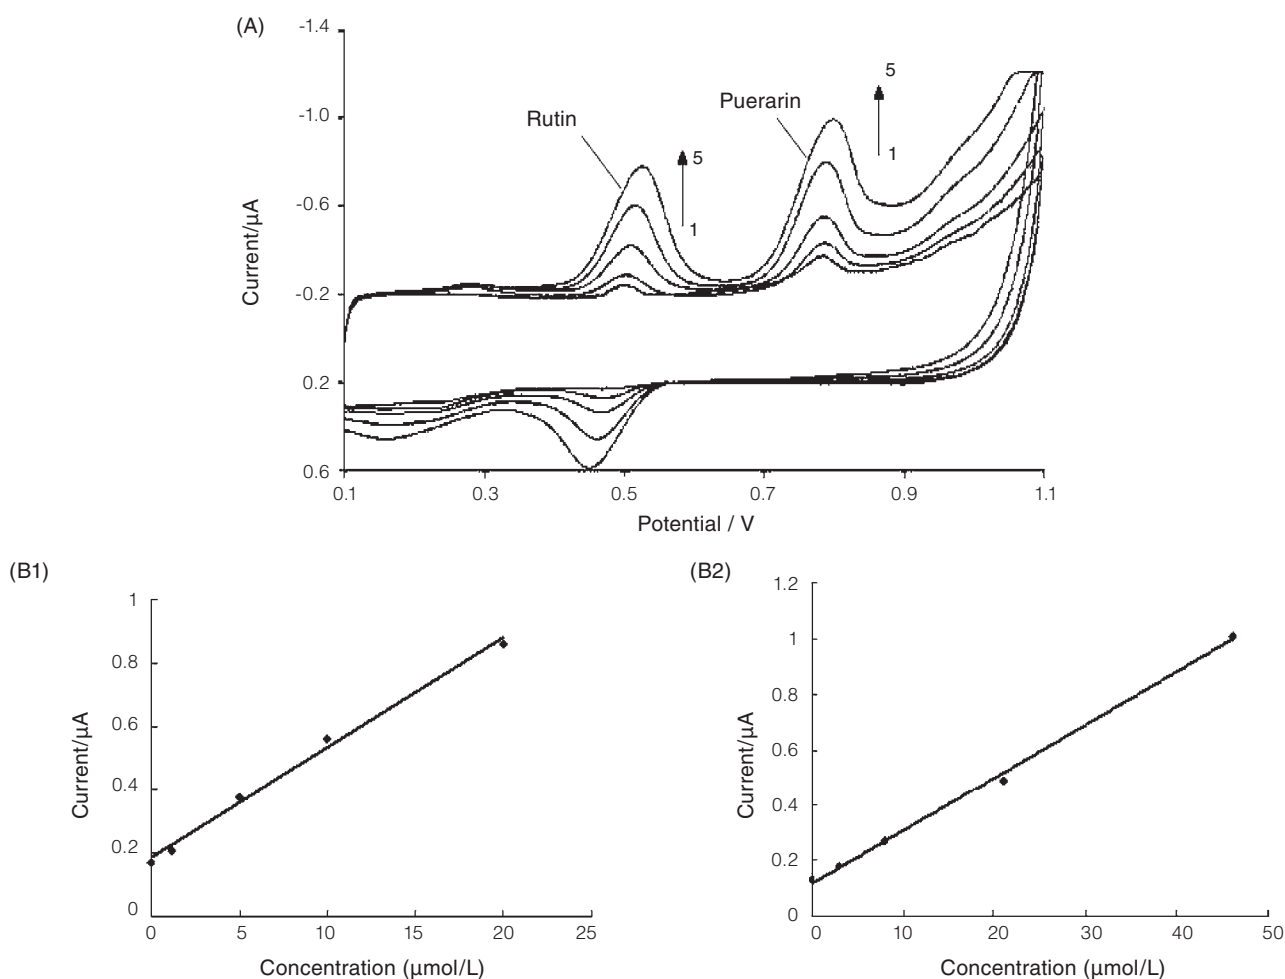 (A)
-1.4
-1.0
-0.6
-0.2
0.2
0.6
Current/µA
Rutin
5
1
Puerarin
5
1
0.1 0.3 0.5 0.7 0.9 1.1
Potential / V
(B1)
1
0.8
0.6
0.4
0.2
0
Current/µA
0 5 10 15 20 25
Concentration (µmol/L)
(B2)
1.2
1
0.8
0.6
0.4
0.2
0
Current/µA
0 10 20 30 40 50
Concentration (µmol/L)